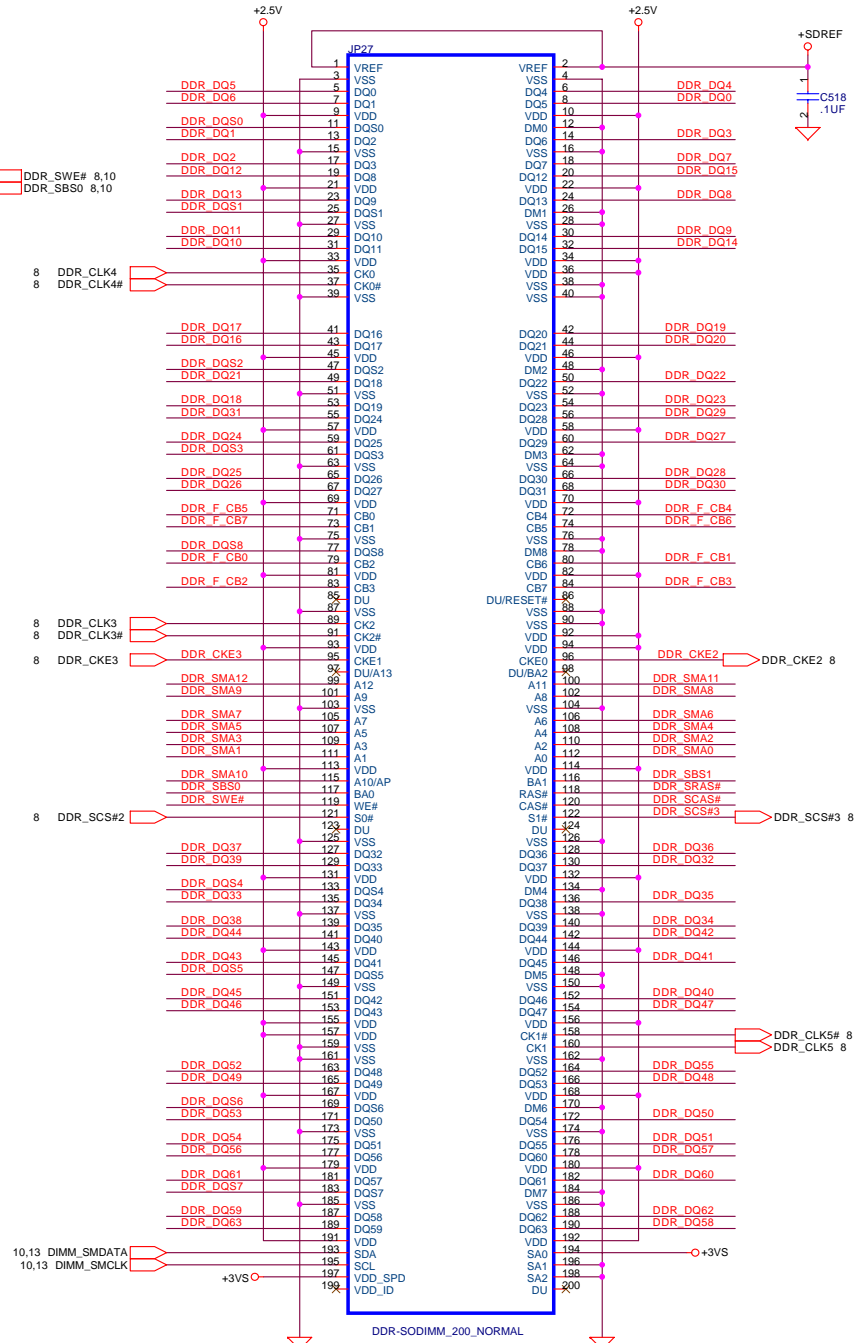 +2.5V +2.5V
+SDREF
JP27
1 VREF VREF 2
3 VSS VSS 4
DDR_DQ5 5 DQ0 DQ4 6 DDR_DQ4
DDR_DQ6 7 DQ1 DQ5 8 DDR_DQ0
1 C518 .1UF 2
9 VDD VDD 10
DDR_DQS0 11 DQS0 DM0 12
DDR_DQ1 13 DQ2 DQ6 14 DDR_DQ3
15 VSS VSS 16
DDR_DQ2 17 DQ3 DQ7 18 DDR_DQ7
DDR_SWE# 8,10 DDR_DQ12 19 DQ8 DQ12 20 DDR_DQ15
DDR_SBS0 8,10 21 VDD VDD 22
DDR_DQ13 23 DQ9 DQ13 24 DDR_DQ8
DDR_DQS1 25 DQS1 DM1 26
27 VSS VSS 28
DDR_DQ11 29 DQ10 DQ14 30 DDR_DQ9
DDR_DQ10 31 DQ11 DQ15 32 DDR_DQ14
33 VDD VDD 34
8 DDR_CLK4 35 CK0 VDD 36
8 DDR_CLK4# 37 CK0# VSS 38
39 VSS VSS 40
DDR_DQ17 41 DQ16 DQ20 42 DDR_DQ19
DDR_DQ16 43 DQ17 DQ21 44 DDR_DQ20
45 VDD VDD 46
DDR_DQS2 47 DQS2 DM2 48
DDR_DQ21 49 DQ18 DQ22 50 DDR_DQ22
51 VSS VSS 52
DDR_DQ18 53 DQ19 DQ23 54 DDR_DQ23
DDR_DQ31 55 DQ24 DQ28 56 DDR_DQ29
57 VDD VDD 58
DDR_DQ24 59 DQ25 DQ29 60 DDR_DQ27
DDR_DQS3 61 DQS3 DM3 62
63 VSS VSS 64
DDR_DQ25 65 DQ26 DQ30 66 DDR_DQ28
DDR_DQ26 67 DQ27 DQ31 68 DDR_DQ30
69 VDD VDD 70
DDR_F_CB5 71 CB0 CB4 72 DDR_F_CB4
DDR_F_CB7 73 CB1 CB5 74 DDR_F_CB6
75 VSS VSS 76
DDR_DQS8 77 DQS8 DM8 78
DDR_F_CB0 79 CB2 CB6 80 DDR_F_CB1
81 VDD VDD 82
DDR_F_CB2 83 CB3 CB7 84 DDR_F_CB3
85 DU DU/RESET# 86
87 VSS VSS 88
8 DDR_CLK3 89 CK2 VSS 90
8 DDR_CLK3# 91 CK2# VDD 92
93 VDD VDD 94
8 DDR_CKE3 DDR_CKE3 95 CKE1 CKE0 96 DDR_CKE2 DDR_CKE2 8
97 DU/A13 DU/BA2 98
DDR_SMA12 99 A12 A11 100 DDR_SMA11
DDR_SMA9 101 A9 A8 102 DDR_SMA8
103 VSS VSS 104
DDR_SMA7 105 A7 A6 106 DDR_SMA6
DDR_SMA5 107 A5 A4 108 DDR_SMA4
DDR_SMA3 109 A3 A2 110 DDR_SMA2
DDR_SMA1 111 A1 A0 112 DDR_SMA0
113 VDD VDD 114
DDR_SMA10 115 A10/AP BA1 116 DDR_SBS1
DDR_SBS0 117 BA0 RAS# 118 DDR_SRAS#
DDR_SWE# 119 WE# CAS# 120 DDR_SCAS#
8 DDR_SCS#2 121 S0# S1# 122 DDR_SCS#3 DDR_SCS#3 8
123 DU DU 124
125 VSS VSS 126
DDR_DQ37 127 DQ32 DQ36 128 DDR_DQ36
DDR_DQ39 129 DQ33 DQ37 130 DDR_DQ32
131 VDD VDD 132
DDR_DQS4 133 DQS4 DM4 134
DDR_DQ33 135 DQ34 DQ38 136 DDR_DQ35
137 VSS VSS 138
DDR_DQ38 139 DQ35 DQ39 140 DDR_DQ34
DDR_DQ44 141 DQ40 DQ44 142 DDR_DQ42
143 VDD VDD 144
DDR_DQ43 145 DQ41 DQ45 146 DDR_DQ41
DDR_DQS5 147 DQS5 DM5 148
149 VSS VSS 150
DDR_DQ45 151 DQ42 DQ46 152 DDR_DQ40
DDR_DQ46 153 DQ43 DQ47 154 DDR_DQ47
155 VDD VDD 156
157 VDD CK1# 158 DDR_CLK5# 8
159 VSS CK1 160 DDR_CLK5 8
161 VSS VSS 162
DDR_DQ52 163 DQ48 DQ52 164 DDR_DQ55
DDR_DQ49 165 DQ49 DQ53 166 DDR_DQ48
167 VDD VDD 168
DDR_DQS6 169 DQS6 DM6 170
DDR_DQ53 171 DQ50 DQ54 172 DDR_DQ50
173 VSS VSS 174
DDR_DQ54 175 DQ51 DQ55 176 DDR_DQ51
DDR_DQ56 177 DQ56 DQ60 178 DDR_DQ57
179 VDD VDD 180
DDR_DQ61 181 DQ57 DQ61 182 DDR_DQ60
DDR_DQS7 183 DQS7 DM7 184
185 VSS VSS 186
DDR_DQ59 187 DQ58 DQ62 188 DDR_DQ62
DDR_DQ63 189 DQ59 DQ63 190 DDR_DQ58
191 VDD VDD 192
10,13 DIMM_SMDATA 193 SDA SA0 194 +3VS
10,13 DIMM_SMCLK 195 SCL SA1 196
+3VS 197 VDD_SPD SA2 198
199 VDD_ID DU 200
DDR-SODIMM_200_NORMAL